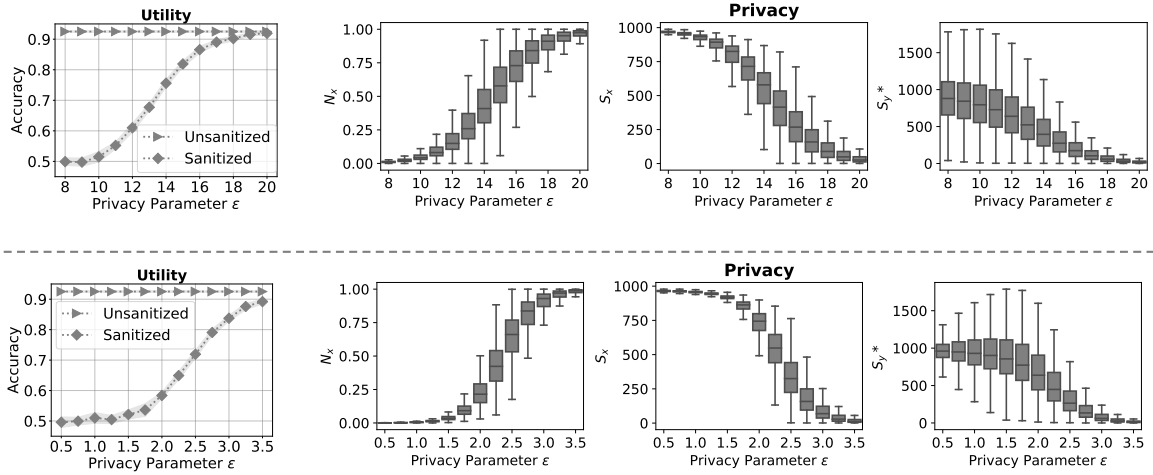 Utility
Privacy
0.9
0.8
0.7
0.6
0.5
Accuracy
Unsanitized
Sanitized
8 10 12 14 16 18 20
Privacy Parameter ε
1.00
0.75
0.50
0.25
0.00
N_x
8 10 12 14 16 18 20
Privacy Parameter ε
1000
750
500
250
0
S_x
8 10 12 14 16 18 20
Privacy Parameter ε
1500
1000
500
0
S_y*
8 10 12 14 16 18 20
Privacy Parameter ε
Utility
Privacy
0.9
0.8
0.7
0.6
0.5
Accuracy
Unsanitized
Sanitized
0.5 1.0 1.5 2.0 2.5 3.0 3.5
Privacy Parameter ε
1.00
0.75
0.50
0.25
0.00
N_x
0.5 1.0 1.5 2.0 2.5 3.0 3.5
Privacy Parameter ε
1000
750
500
250
0
S_x
0.5 1.0 1.5 2.0 2.5 3.0 3.5
Privacy Parameter ε
1500
1000
500
0
S_y*
0.5 1.0 1.5 2.0 2.5 3.0 3.5
Privacy Parameter ε